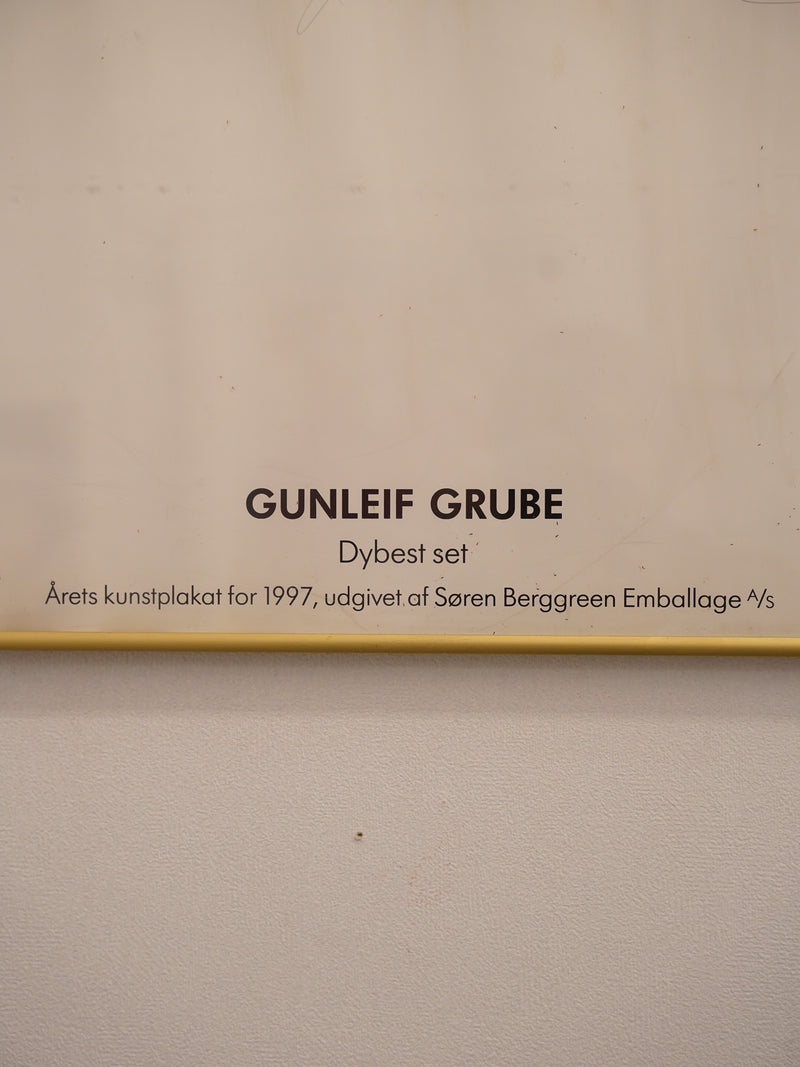 GUNLEIF GRUBE
Dybest set
Årets kunstplakat for 1997, udgivet af Søren Berggreen Emballage A/s